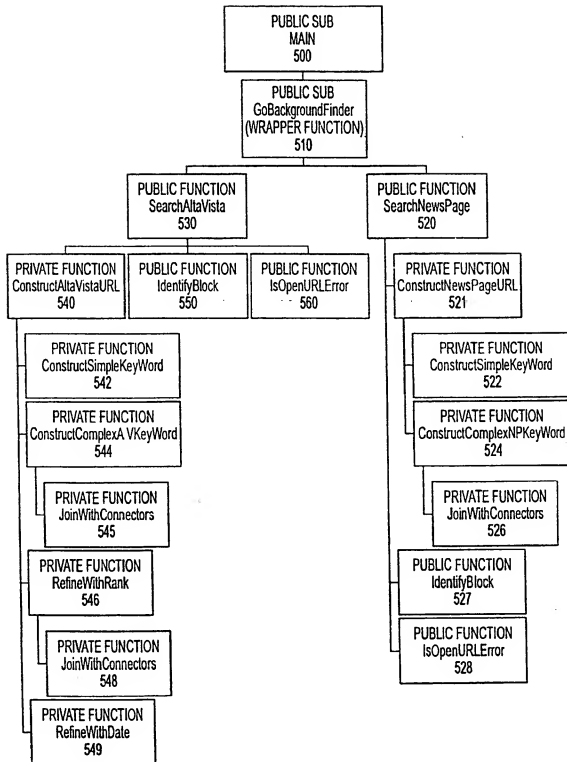 PUBLIC SUB
MAIN
500
PUBLIC SUB
GoBackgroundFinder
(WRAPPER FUNCTION)
510
PUBLIC FUNCTION
SearchAltaVista
530
PUBLIC FUNCTION
SearchNewsPage
520
PRIVATE FUNCTION
ConstructAltaVistaURL
540
PUBLIC FUNCTION
IdentifyBlock
550
PUBLIC FUNCTION
IsOpenURLError
560
PRIVATE FUNCTION
ConstructNewsPageURL
521
PRIVATE FUNCTION
ConstructSimpleKeyWord
542
PRIVATE FUNCTION
ConstructComplexA VKeyWord
544
PRIVATE FUNCTION
JoinWithConnectors
545
PRIVATE FUNCTION
RefineWithRank
546
PRIVATE FUNCTION
JoinWithConnectors
548
PRIVATE FUNCTION
RefineWithDate
549
PRIVATE FUNCTION
ConstructSimpleKeyWord
522
PRIVATE FUNCTION
ConstructComplexNPKeyWord
524
PRIVATE FUNCTION
JoinWithConnectors
526
PUBLIC FUNCTION
IdentifyBlock
527
PUBLIC FUNCTION
IsOpenURLError
528